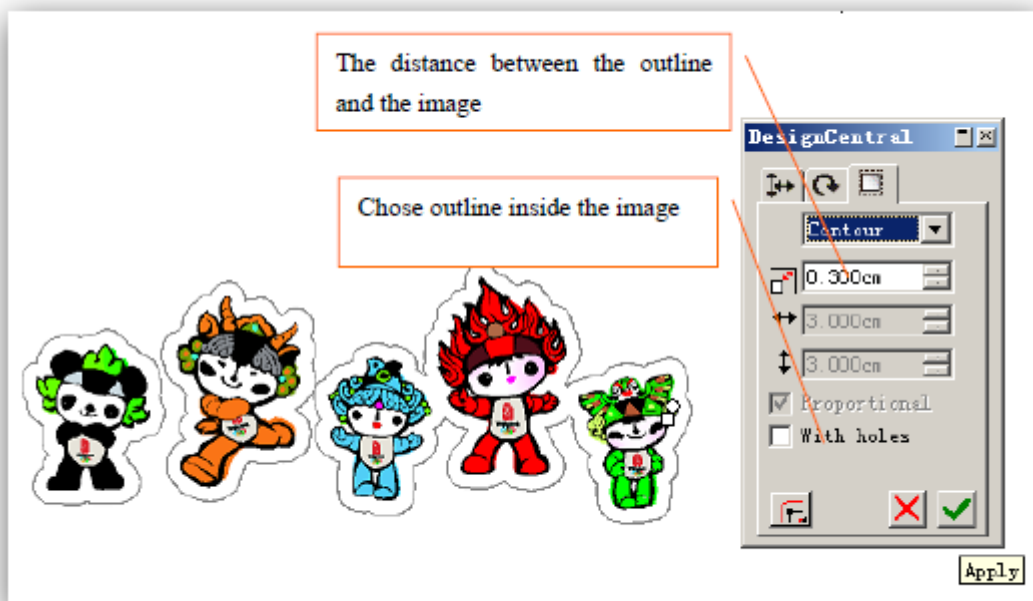 The distance between the outline
and the image
Chose outline inside the image
DesignCentral
Contour
0.300cm
3.000cm
3.000cm
Proportional
With holes
Apply